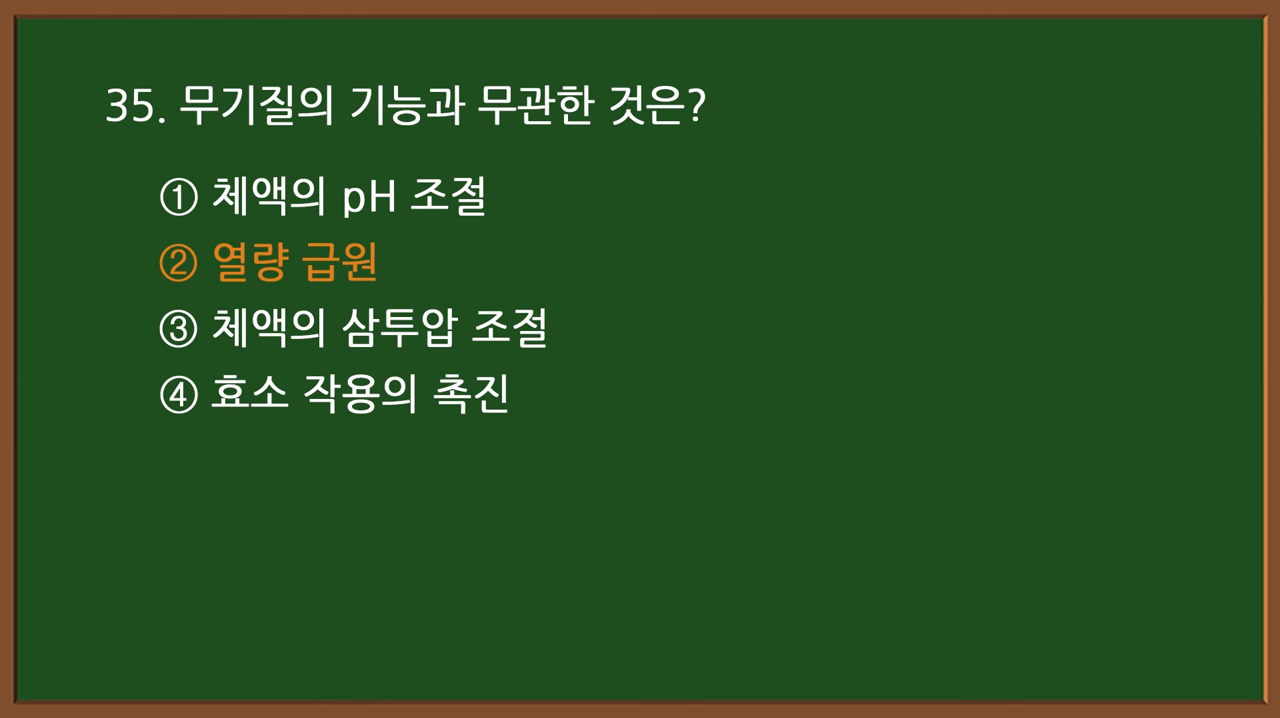 35. 무기질의 기능과 무관한 것은?
① 체액의 pH 조절
② 열량 급원
③ 체액의 삼투압 조절
④ 효소 작용의 촉진